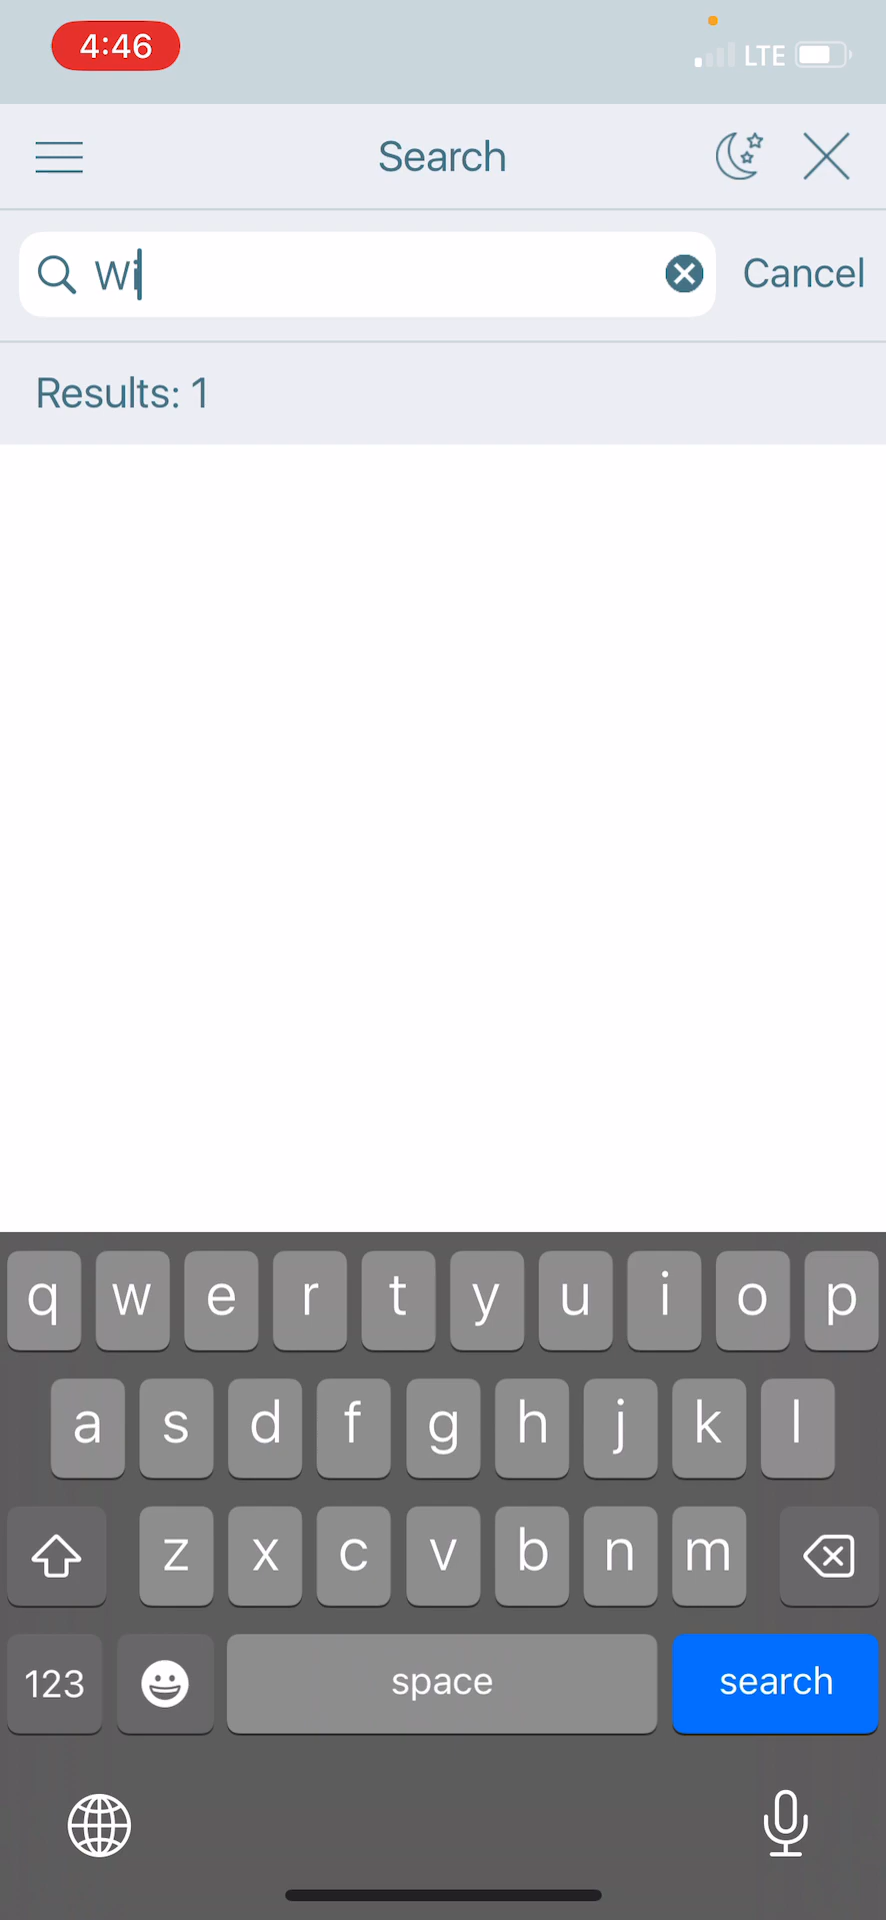 4:46
LTE
Search
Wi
Cancel
Results: 1
q w e r t y u i o p
a s d f g h j k l
z x c v b n m
123 space search